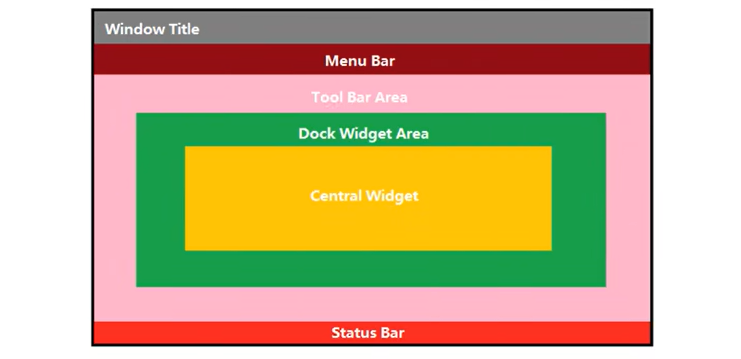 Window Title
Menu Bar
Tool Bar Area
Dock Widget Area
Central Widget
Status Bar